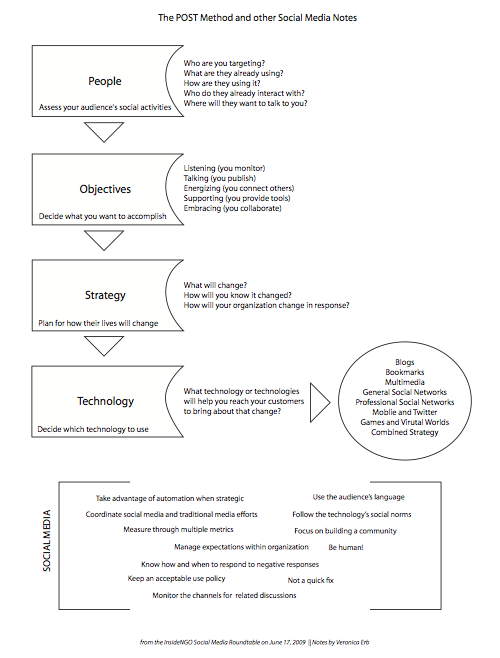 The POST Method and other Social Media Notes
People
Assess your audience's social activities
Who are you targeting?
What are they already using?
How are they using it?
Who do they already interact with?
Where will they want to talk to you?
Objectives
Decide what you want to accomplish
Listening (you monitor)
Talking (you publish)
Energizing (you connect others)
Supporting (you provide tools)
Embracing (you collaborate)
Strategy
Plan for how their lives will change
What will change?
How will you know it changed?
How will your organization change in response?
Technology
Decide which technology to use
What technology or technologies
will help you reach your customers
to bring about that change?
Blogs
Bookmarks
Multimedia
General Social Networks
Professional Social Networks
Moblie and Twitter
Games and Virutal Worlds
Combined Strategy
SOCIAL MEDIA
Take advantage of automation when strategic
Use the audience's language
Coordinate social media and traditional media efforts
Follow the technology's social norms
Measure through multiple metrics
Focus on building a community
Manage expectations within organization
Be human!
Know how and when to respond to negative responses
Keep an acceptable use policy
Not a quick fix
Monitor the channels for related discussions
from the InsideNGO Social Media Roundtable on June 17, 2009 || Notes by Veronica Erb